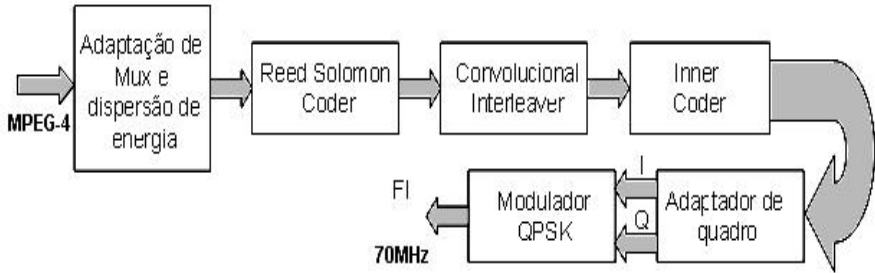 MPEG-4
Adaptação de
Mux e
dispersão de
energia
Reed Solomon
Coder
Convolucional
Interleaver
Inner
Coder
Adaptador de
quadro
I
Q
Modulador
QPSK
FI
70MHz